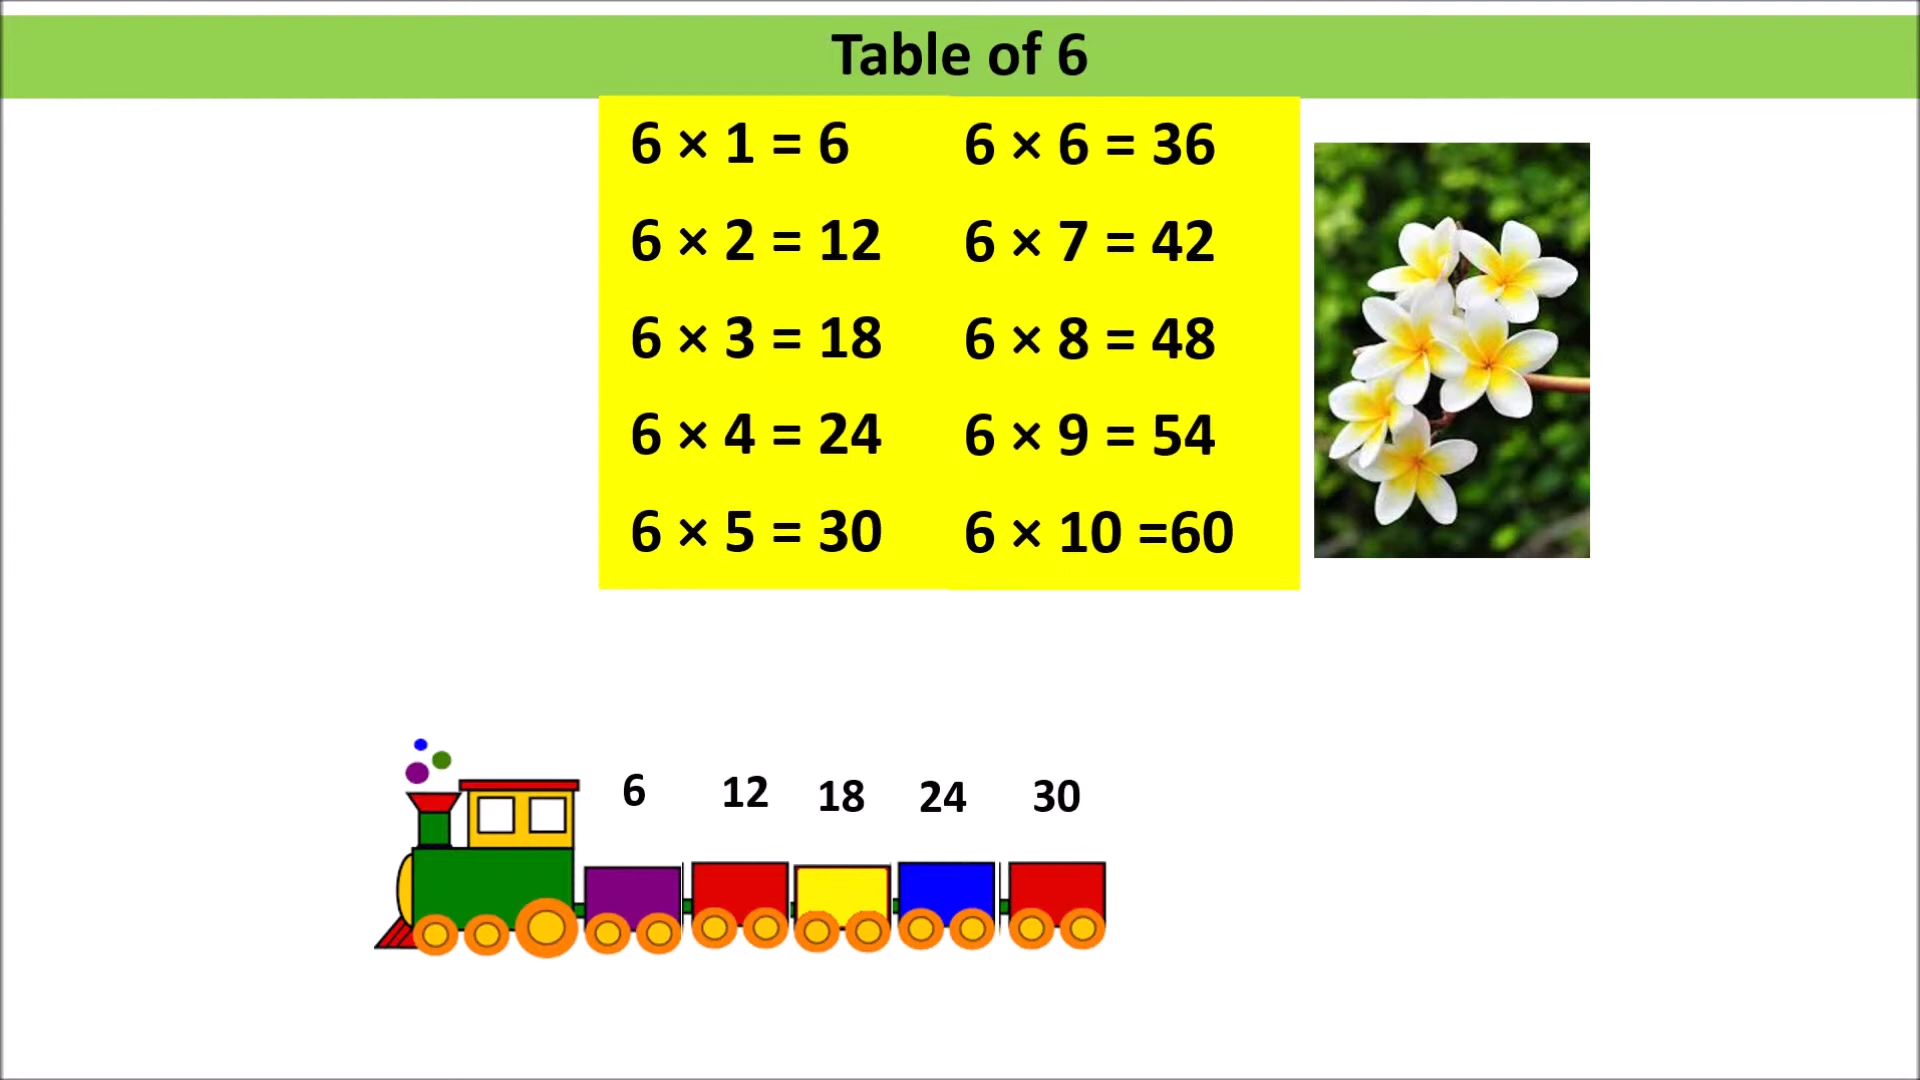 Table of 6
6 × 1 = 6
6 × 2 = 12
6 × 3 = 18
6 × 4 = 24
6 × 5 = 30
6 × 6 = 36
6 × 7 = 42
6 × 8 = 48
6 × 9 = 54
6 × 10 =60
6 12 18 24 30